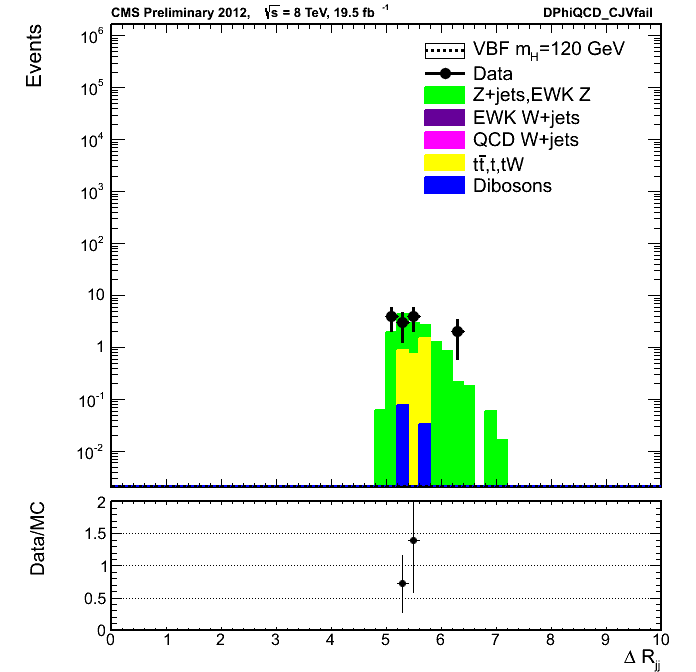 CMS Preliminary 2012, √s = 8 TeV, 19.5 fb⁻¹ DPhiQCD_CJVfail
Events
10⁶
10⁵
10⁴
10³
10²
10
1
10⁻¹
10⁻²
VBF m_H=120 GeV
Data
Z+jets,EWK Z
EWK W+jets
QCD W+jets
tt̄,t,tW
Dibosons
Data/MC
2
1.5
1
0.5
0
0 1 2 3 4 5 6 7 8 9 10
Δ R_jj